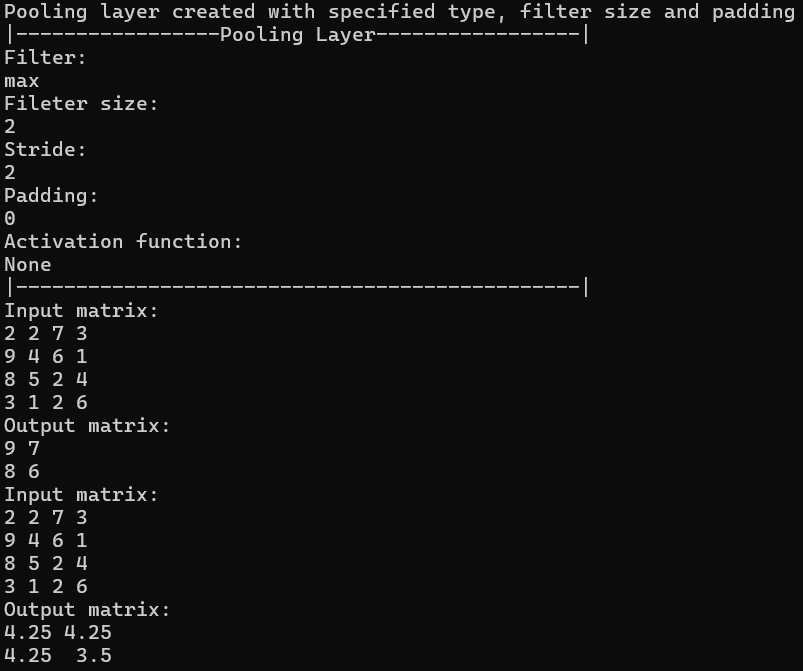 Pooling layer created with specified type, filter size and padding
|-----------------Pooling Layer-----------------|
Filter:
max
Fileter size:
2
Stride:
2
Padding:
0
Activation function:
None
|-----------------------------------------------|
Input matrix:
2 2 7 3
9 4 6 1
8 5 2 4
3 1 2 6
Output matrix:
9 7
8 6
Input matrix:
2 2 7 3
9 4 6 1
8 5 2 4
3 1 2 6
Output matrix:
4.25 4.25
4.25  3.5